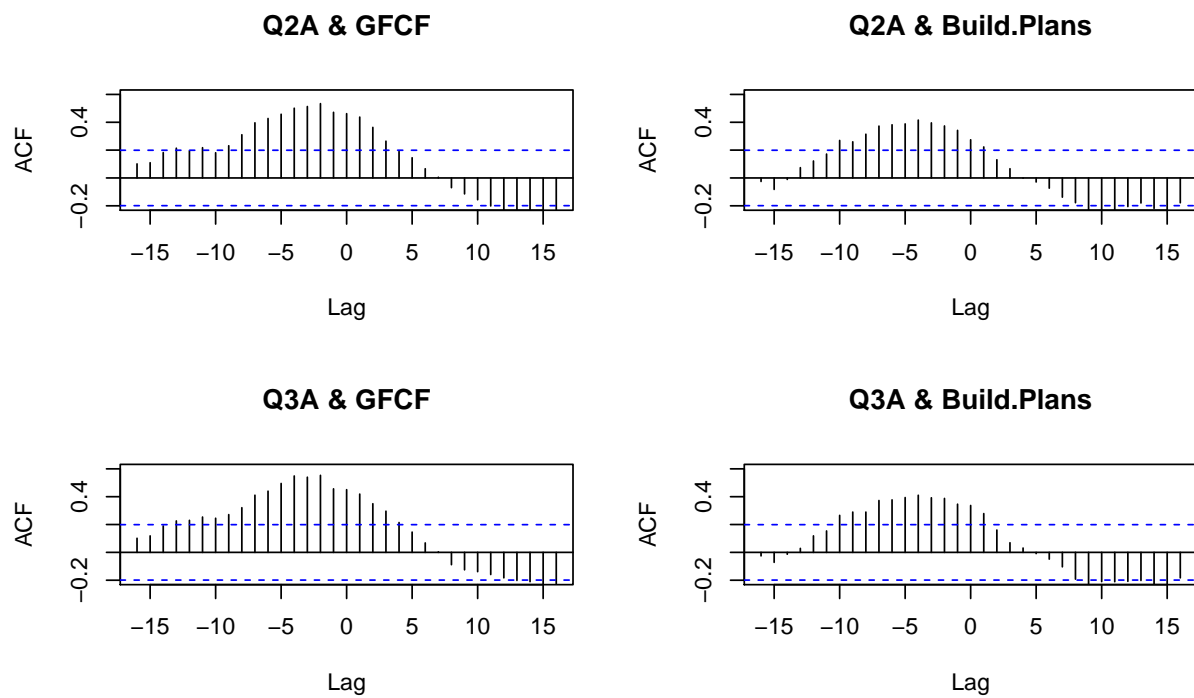 Q2A & GFCF
ACF
0.4
−0.2
−15 −10 −5 0 5 10 15
Lag
Q2A & Build.Plans
ACF
0.4
−0.2
−15 −10 −5 0 5 10 15
Lag
Q3A & GFCF
ACF
0.4
−0.2
−15 −10 −5 0 5 10 15
Lag
Q3A & Build.Plans
ACF
0.4
−0.2
−15 −10 −5 0 5 10 15
Lag